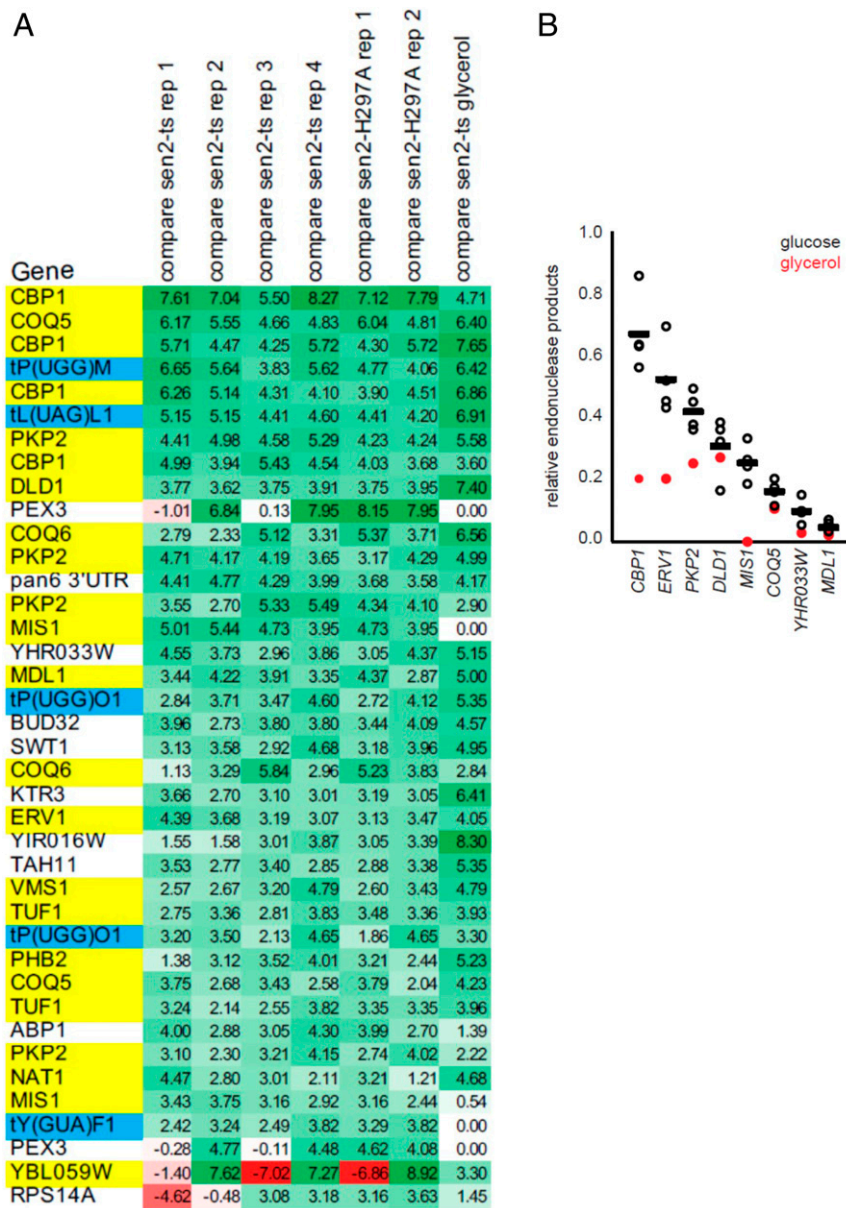 A
B
Gene
compare sen2-ts rep 1
compare sen2-ts rep 2
compare sen2-ts rep 3
compare sen2-ts rep 4
compare sen2-H297A rep 1
compare sen2-H297A rep 2
compare sen2-ts glycerol
CBP1 7.61 7.04 5.50 8.27 7.12 7.79 4.71
COQ5 6.17 5.55 4.66 4.83 6.04 4.81 6.40
CBP1 5.71 4.47 4.25 5.72 4.30 5.72 7.65
tP(UGG)M 6.65 5.64 3.83 5.62 4.77 4.06 6.42
CBP1 6.26 5.14 4.31 4.10 3.90 4.51 6.86
tL(UAG)L1 5.15 5.15 4.41 4.60 4.41 4.20 6.91
PKP2 4.41 4.98 4.58 5.29 4.23 4.24 5.58
CBP1 4.99 3.94 5.43 4.54 4.03 3.68 3.60
DLD1 3.77 3.62 3.75 3.91 3.75 3.95 7.40
PEX3 -1.01 6.84 0.13 7.95 8.15 7.95 0.00
COQ6 2.79 2.33 5.12 3.31 5.37 3.71 6.56
PKP2 4.71 4.17 4.19 3.65 3.17 4.29 4.99
pan6 3'UTR 4.41 4.77 4.29 3.99 3.68 3.58 4.17
PKP2 3.55 2.70 5.33 5.49 4.34 4.10 2.90
MIS1 5.01 5.44 4.73 3.95 4.73 3.95 0.00
YHR033W 4.55 3.73 2.96 3.86 3.05 4.37 5.15
MDL1 3.44 4.22 3.91 3.35 4.37 2.87 5.00
tP(UGG)O1 2.84 3.71 3.47 4.60 2.72 4.12 5.35
BUD32 3.96 2.73 3.80 3.80 3.44 4.09 4.57
SWT1 3.13 3.58 2.92 4.68 3.18 3.96 4.95
COQ6 1.13 3.29 5.84 2.96 5.23 3.83 2.84
KTR3 3.66 2.70 3.10 3.01 3.19 3.05 6.41
ERV1 4.39 3.68 3.19 3.07 3.13 3.47 4.05
YIR016W 1.55 1.58 3.01 3.87 3.05 3.39 8.30
TAH11 3.53 2.77 3.40 2.85 2.88 3.38 5.35
VMS1 2.57 2.67 3.20 4.79 2.60 3.43 4.79
TUF1 2.75 3.36 2.81 3.83 3.48 3.36 3.93
tP(UGG)O1 3.20 3.50 2.13 4.65 1.86 4.65 3.30
PHB2 1.38 3.12 3.52 4.01 3.21 2.44 5.23
COQ5 3.75 2.68 3.43 2.58 3.79 2.04 4.23
TUF1 3.24 2.14 2.55 3.82 3.35 3.35 3.96
ABP1 4.00 2.88 3.05 4.30 3.99 2.70 1.39
PKP2 3.10 2.30 3.21 4.15 2.74 4.02 2.22
NAT1 4.47 2.80 3.01 2.11 3.21 1.21 4.68
MIS1 3.43 3.75 3.16 2.92 3.16 2.44 0.54
tY(GUA)F1 2.42 3.24 2.49 3.82 3.29 3.82 0.00
PEX3 -0.28 4.77 -0.11 4.48 4.62 4.08 0.00
YBL059W -1.40 7.62 -7.02 7.27 -6.86 8.92 3.30
RPS14A -4.62 -0.48 3.08 3.18 3.16 3.63 1.45
relative endonuclease products
1.0
0.8
0.6
0.4
0.2
0.0
glucose
glycerol
CBP1
ERV1
PKP2
DLD1
MIS1
COQ5
YHR033W
MDL1